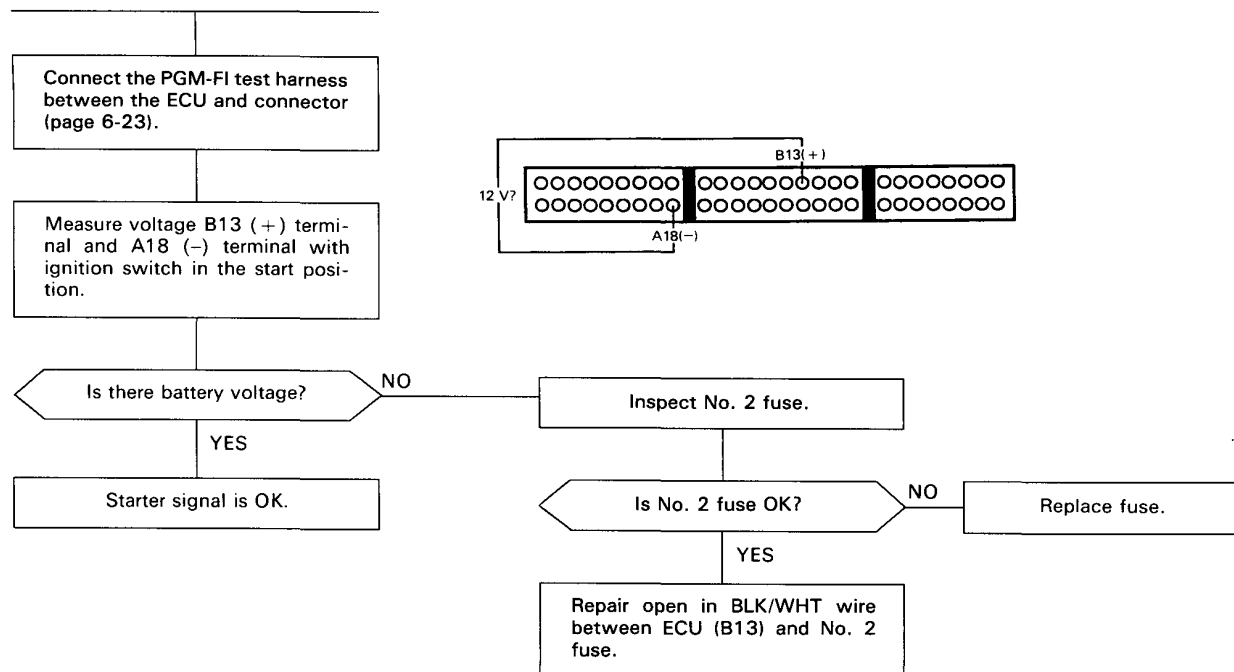 Connect the PGM-FI test harness
between the ECU and connector
(page 6-23).
B13(+)
12 V?
A18(−)
Measure voltage B13 (+) termi-
nal and A18 (−) terminal with
ignition switch in the start posi-
tion.
Is there battery voltage?
NO
Inspect No. 2 fuse.
YES
Starter signal is OK.
Is No. 2 fuse OK?
NO
Replace fuse.
YES
Repair open in BLK/WHT wire
between ECU (B13) and No. 2
fuse.